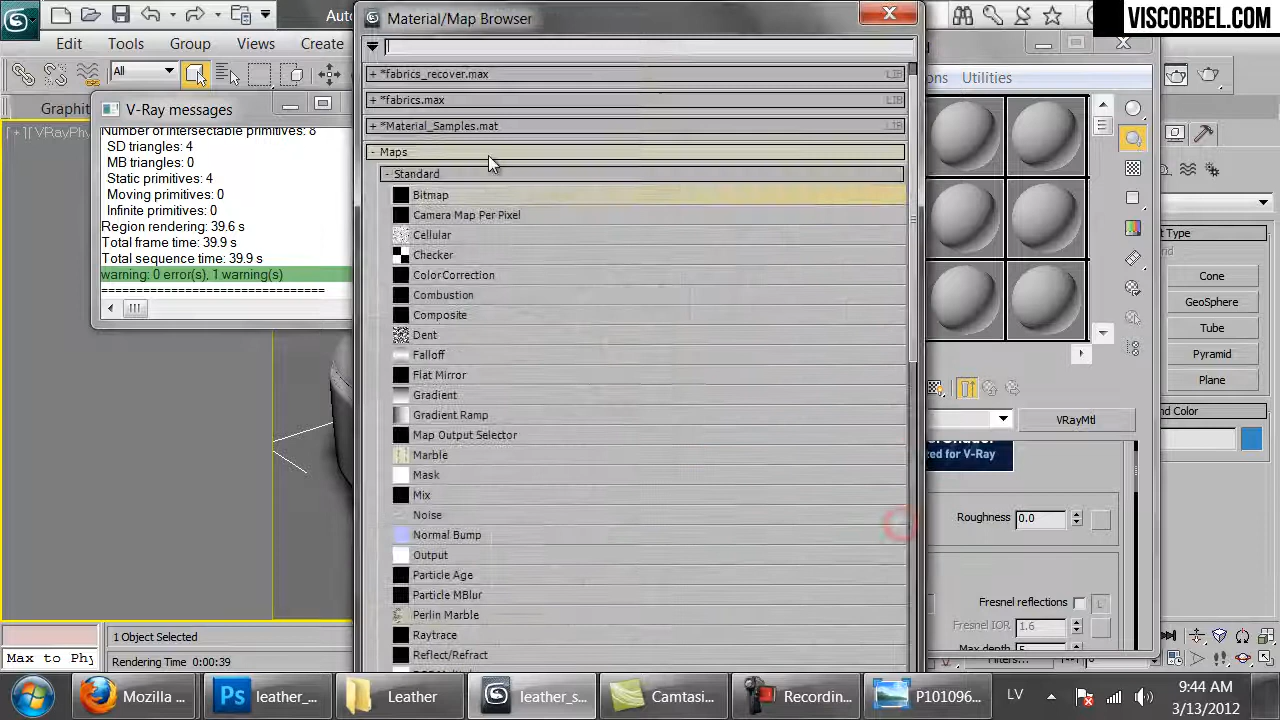 Auto
Material/Map Browser
VISCORBEL.COM
Edit
Tools
Group
Views
Create
All
Utilities
Graphit
V-Ray messages
[ + ] [ VRayPhy
Number of intersectable primitives: 8
SD triangles: 4
MB triangles: 0
Static primitives: 4
Moving primitives: 0
Infinite primitives: 0
Region rendering: 39.6 s
Total frame time: 39.9 s
Total sequence time: 39.9 s
warning: 0 error(s), 1 warning(s)
==============================
+ *fabrics_recover.max
LIB
+ *fabrics.max
LIB
+ *Material_Samples.mat
LIB
- Maps
- Standard
Bitmap
Camera Map Per Pixel
Cellular
Checker
ColorCorrection
Combustion
Composite
Dent
Falloff
Flat Mirror
Gradient
Gradient Ramp
Map Output Selector
Marble
Mask
Mix
Noise
Normal Bump
Output
Particle Age
Particle MBlur
Perlin Marble
Raytrace
Reflect/Refract
t Type
Cone
GeoSphere
Tube
Pyramid
Plane
nd Color
VRayMtl
ed for V-Ray
Roughness
0.0
Fresnel reflections
L
Fresnel IOR
1.6
Max depth
5
Filters...
1 Object Selected
Max to Phy
Rendering Time 0:00:39
Mozilla ...
leather_...
Leather
leather_s...
Camtasi...
Recordin...
P101096...
LV
9:44 AM
3/13/2012